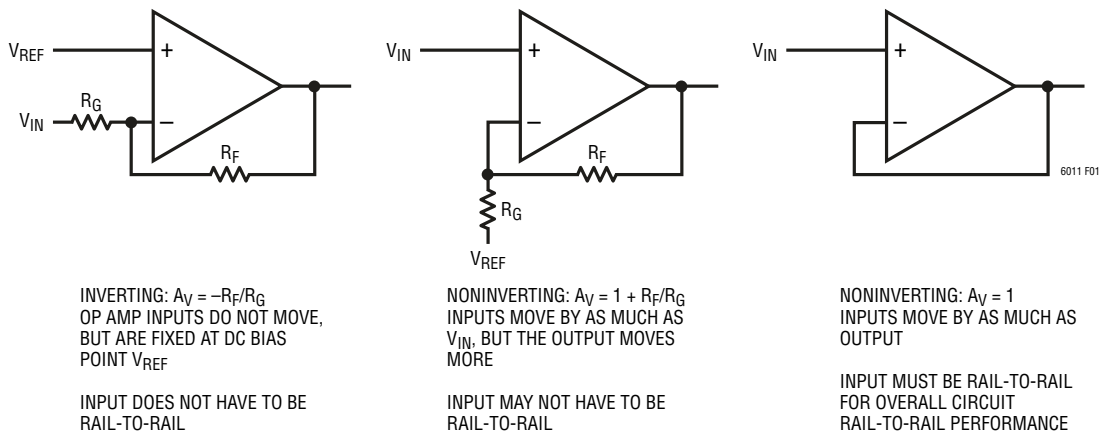 VREF
+
VIN
RG
–
RF
INVERTING: AV = –RF/RG
OP AMP INPUTS DO NOT MOVE,
BUT ARE FIXED AT DC BIAS
POINT VREF
INPUT DOES NOT HAVE TO BE
RAIL-TO-RAIL
VIN
+
–
RF
RG
VREF
NONINVERTING: AV = 1 + RF/RG
INPUTS MOVE BY AS MUCH AS
VIN, BUT THE OUTPUT MOVES
MORE
INPUT MAY NOT HAVE TO BE
RAIL-TO-RAIL
VIN
+
–
6011 F01
NONINVERTING: AV = 1
INPUTS MOVE BY AS MUCH AS
OUTPUT
INPUT MUST BE RAIL-TO-RAIL
FOR OVERALL CIRCUIT
RAIL-TO-RAIL PERFORMANCE